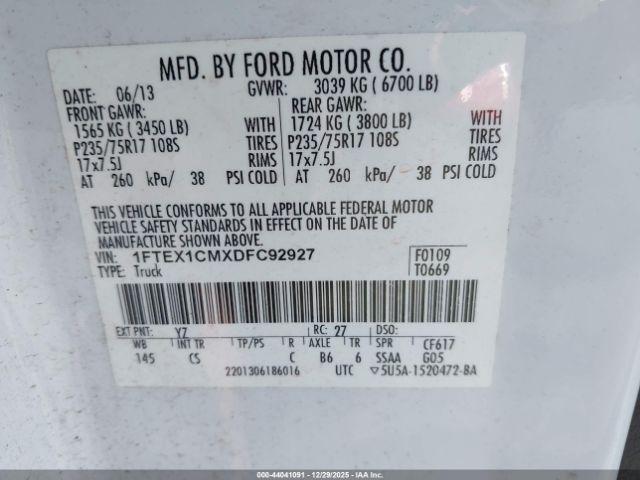 MFD. BY FORD MOTOR CO.
DATE: 06/13 GVWR: 3039 KG ( 6700 LB)
FRONT GAWR: REAR GAWR:
1565 KG ( 3450 LB) WITH 1724 KG ( 3800 LB) WITH
P235/75R17 108S TIRES P235/75R17 108S TIRES
17x7.5J RIMS 17x7.5J RIMS
AT 260 kPa/ 38 PSI COLD AT 260 kPa/ 38 PSI COLD
THIS VEHICLE CONFORMS TO ALL APPLICABLE FEDERAL MOTOR
VEHICLE SAFETY STANDARDS IN EFFECT ON THE DATE OF
MANUFACTURE SHOWN ABOVE.
VIN: 1FTEX1CMXDFC92927 F0109
TYPE: Truck T0669
EXT PNT: YZ RC: 27 DSO:
WB INT TR TP/PS R AXLE TR SPR CF617
145 CS C B6 6 SSAA G05
2201306186016 UTC ▽5U5A-1520472-BA
000-44041091 - 12/29/2025 - IAAI.COM